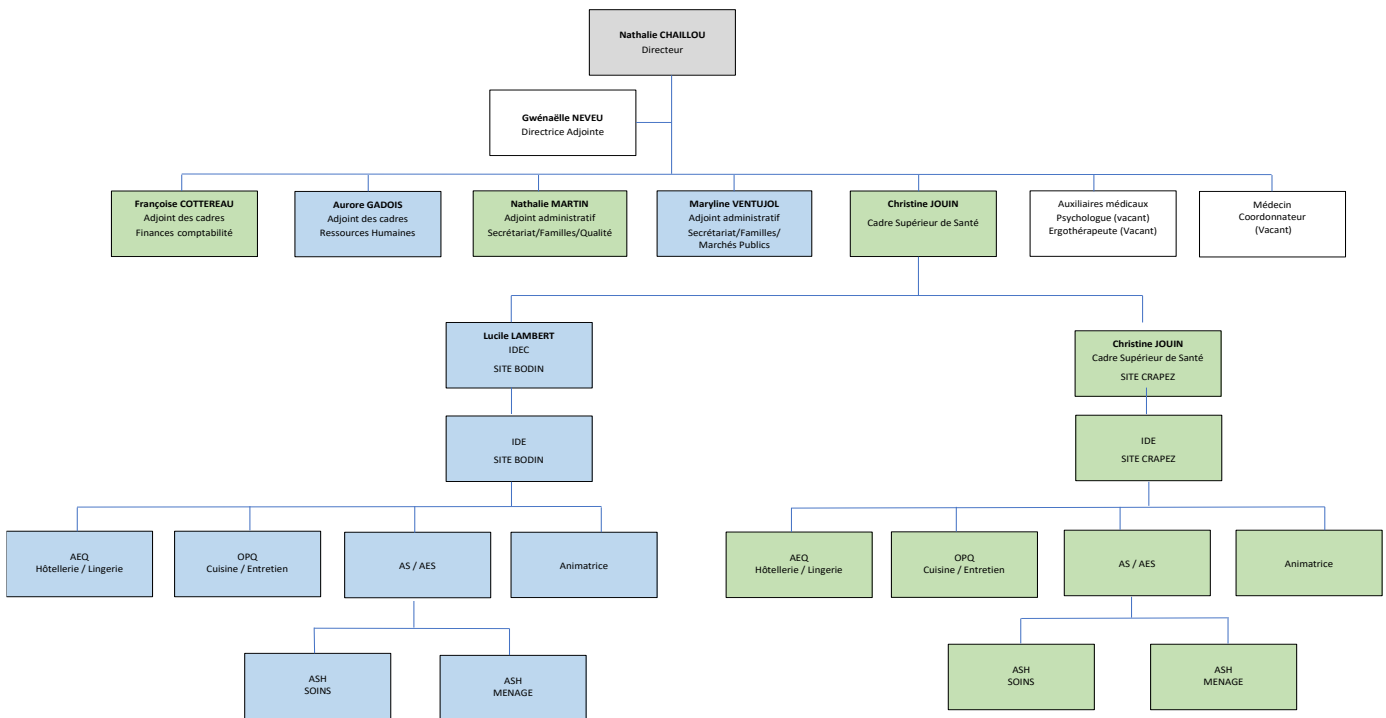 Nathalie CHAILLOU
Directeur
Gwénaëlle NEVEU
Directrice Adjointe
Françoise COTTEREAU
Adjoint des cadres
Finances comptabilité
Aurore GADOIS
Adjoint des cadres
Ressources Humaines
Nathalie MARTIN
Adjoint administratif
Secrétariat/Familles/Qualité
Maryline VENTUJOL
Adjoint administratif
Secrétariat/Familles/
Marchés Publics
Christine JOUIN
Cadre Supérieur de Santé
Auxiliaires médicaux
Psychologue (vacant)
Ergothérapeute (Vacant)
Médecin
Coordonnateur
(Vacant)
Lucile LAMBERT
IDEC
SITE BODIN
Christine JOUIN
Cadre Supérieur de Santé
SITE CRAPEZ
IDE
SITE BODIN
IDE
SITE CRAPEZ
AEQ
Hôtellerie / Lingerie
OPQ
Cuisine / Entretien
AS / AES
Animatrice
AEQ
Hôtellerie / Lingerie
OPQ
Cuisine / Entretien
AS / AES
Animatrice
ASH
SOINS
ASH
MENAGE
ASH
SOINS
ASH
MENAGE